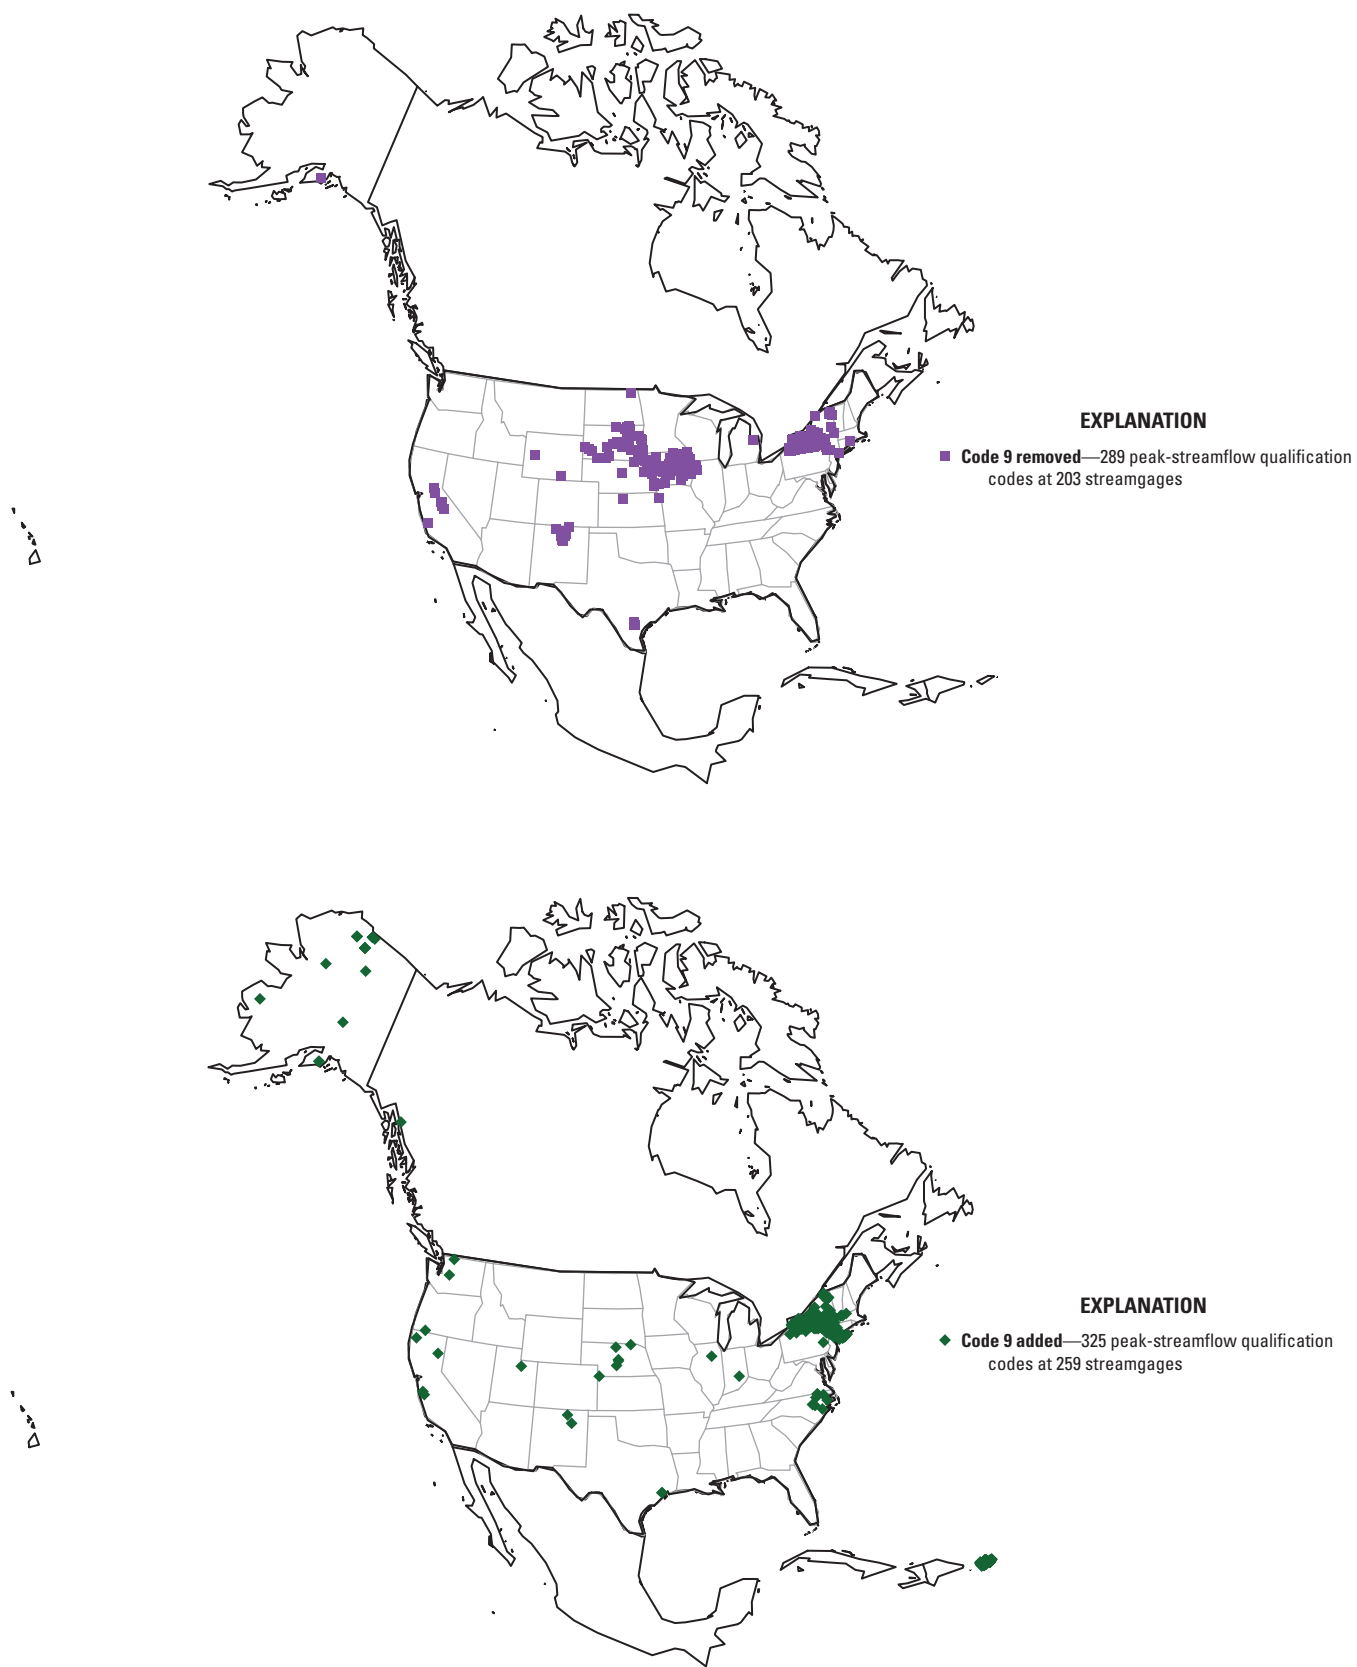 EXPLANATION
Code 9 removed—289 peak-streamflow qualification
codes at 203 streamgages
EXPLANATION
Code 9 added—325 peak-streamflow qualification
codes at 259 streamgages